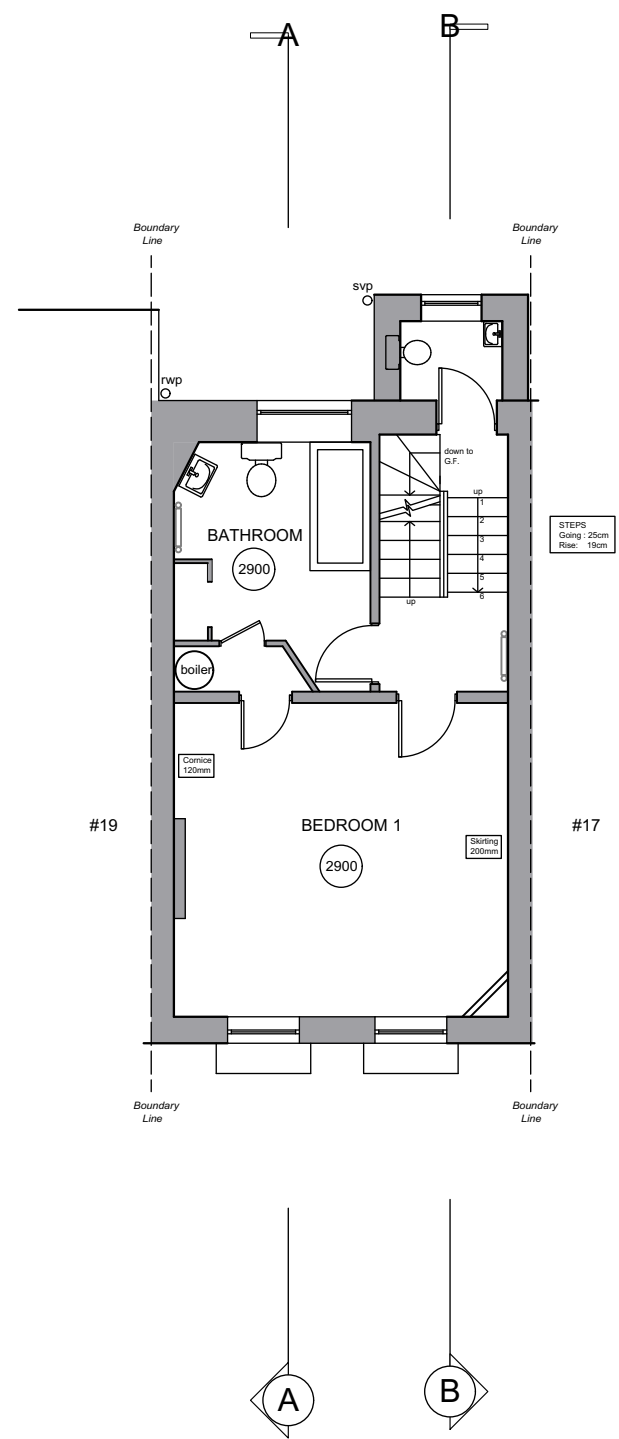 A
B
Boundary
Line
Boundary
Line
svp
rwp
down to
G.F.
up
1
2
3
4
5
6
up
STEPS
Going : 25cm
Rise: 19cm
BATHROOM
2900
boiler
Cornice
120mm
#19
BEDROOM 1
#17
Skirting
200mm
2900
Boundary
Line
Boundary
Line
A
B